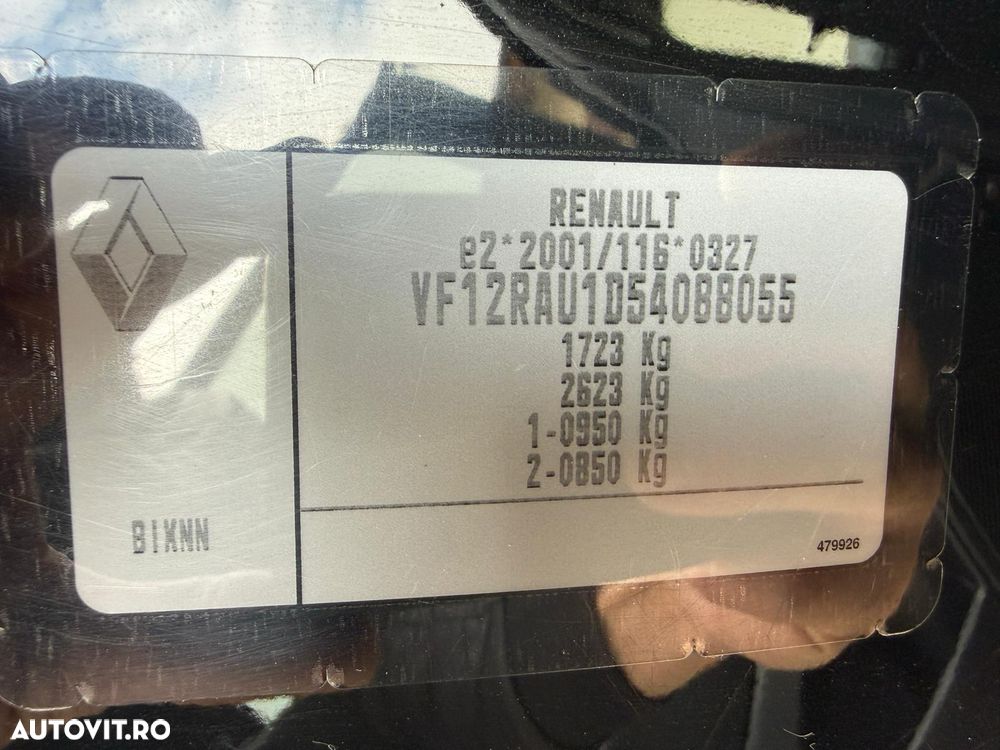 RENAULT
e2*2001/116*0327
VF12RAU1D54088055
1723 Kg
2623 Kg
1-0950 Kg
2-0850 Kg
BIXNN
479926
AUTOVIT.RO